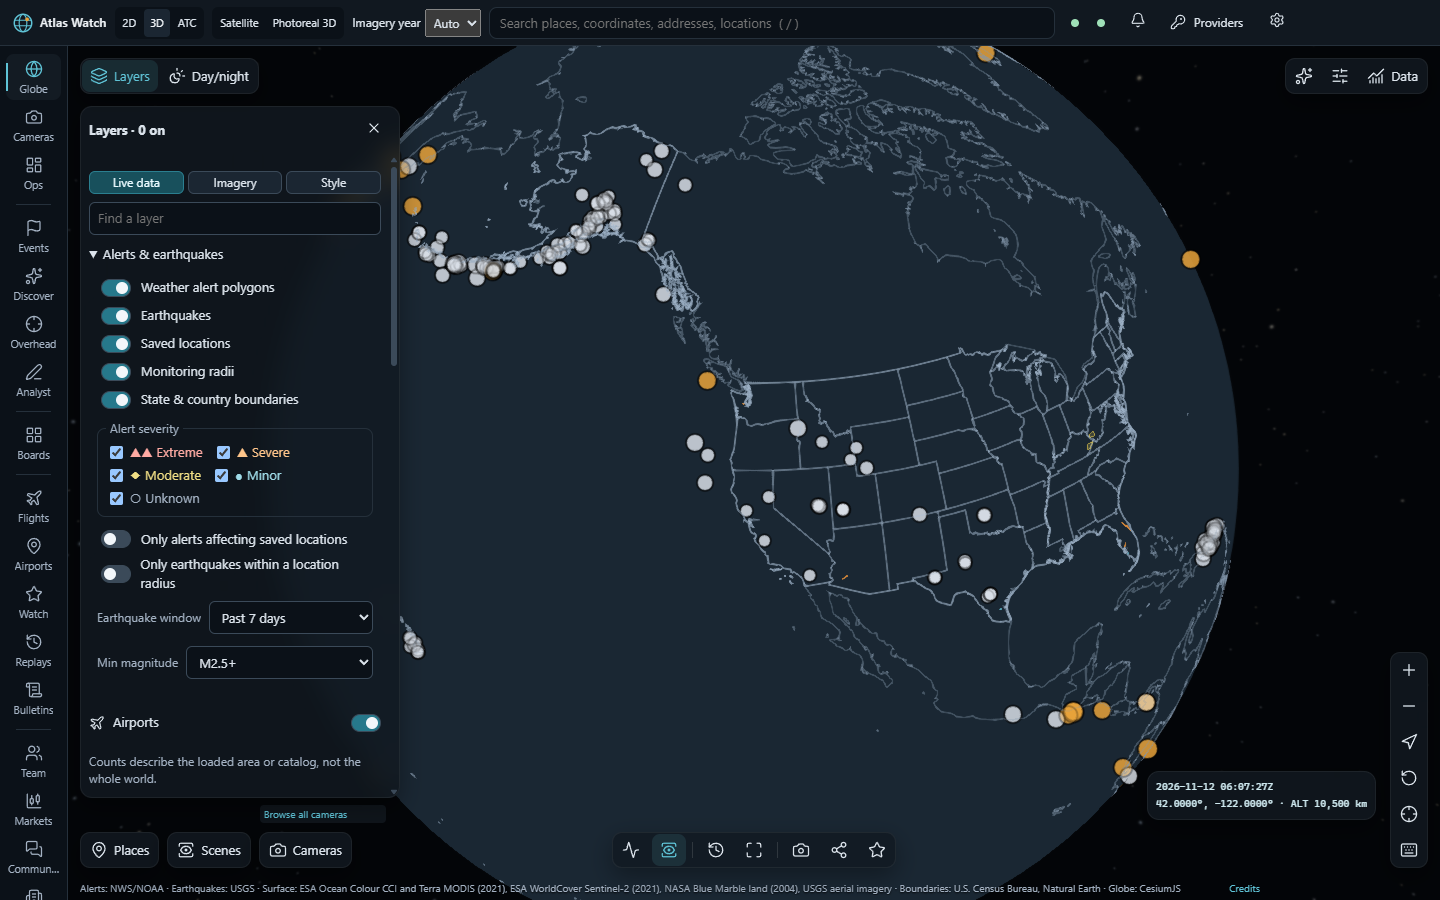 Atlas Watch
2D
3D
ATC
Satellite
Photoreal 3D
Imagery year
Auto
Search places, coordinates, addresses, locations ( / )
Providers
Globe
Cameras
Ops
Events
Discover
Overhead
Analyst
Boards
Flights
Airports
Watch
Replays
Bulletins
Team
Markets
Commun...
Layers
Day/night
Data
Layers · 0 on
Live data
Imagery
Style
Find a layer
Alerts & earthquakes
Weather alert polygons
Earthquakes
Saved locations
Monitoring radii
State & country boundaries
Alert severity
Extreme
Severe
Moderate
Minor
Unknown
Only alerts affecting saved locations
Only earthquakes within a location
radius
Earthquake window
Past 7 days
Min magnitude
M2.5+
Airports
Counts describe the loaded area or catalog, not the
whole world.
Browse all cameras
Places
Scenes
Cameras
2026-11-12 06:07:27Z
42.0000°, -122.0000° · ALT 10,500 km
Alerts: NWS/NOAA · Earthquakes: USGS · Surface: ESA Ocean Colour CCI and Terra MODIS (2021), ESA WorldCover Sentinel-2 (2021), NASA Blue Marble land (2004), USGS aerial imagery · Boundaries: U.S. Census Bureau, Natural Earth · Globe: CesiumJS
Credits